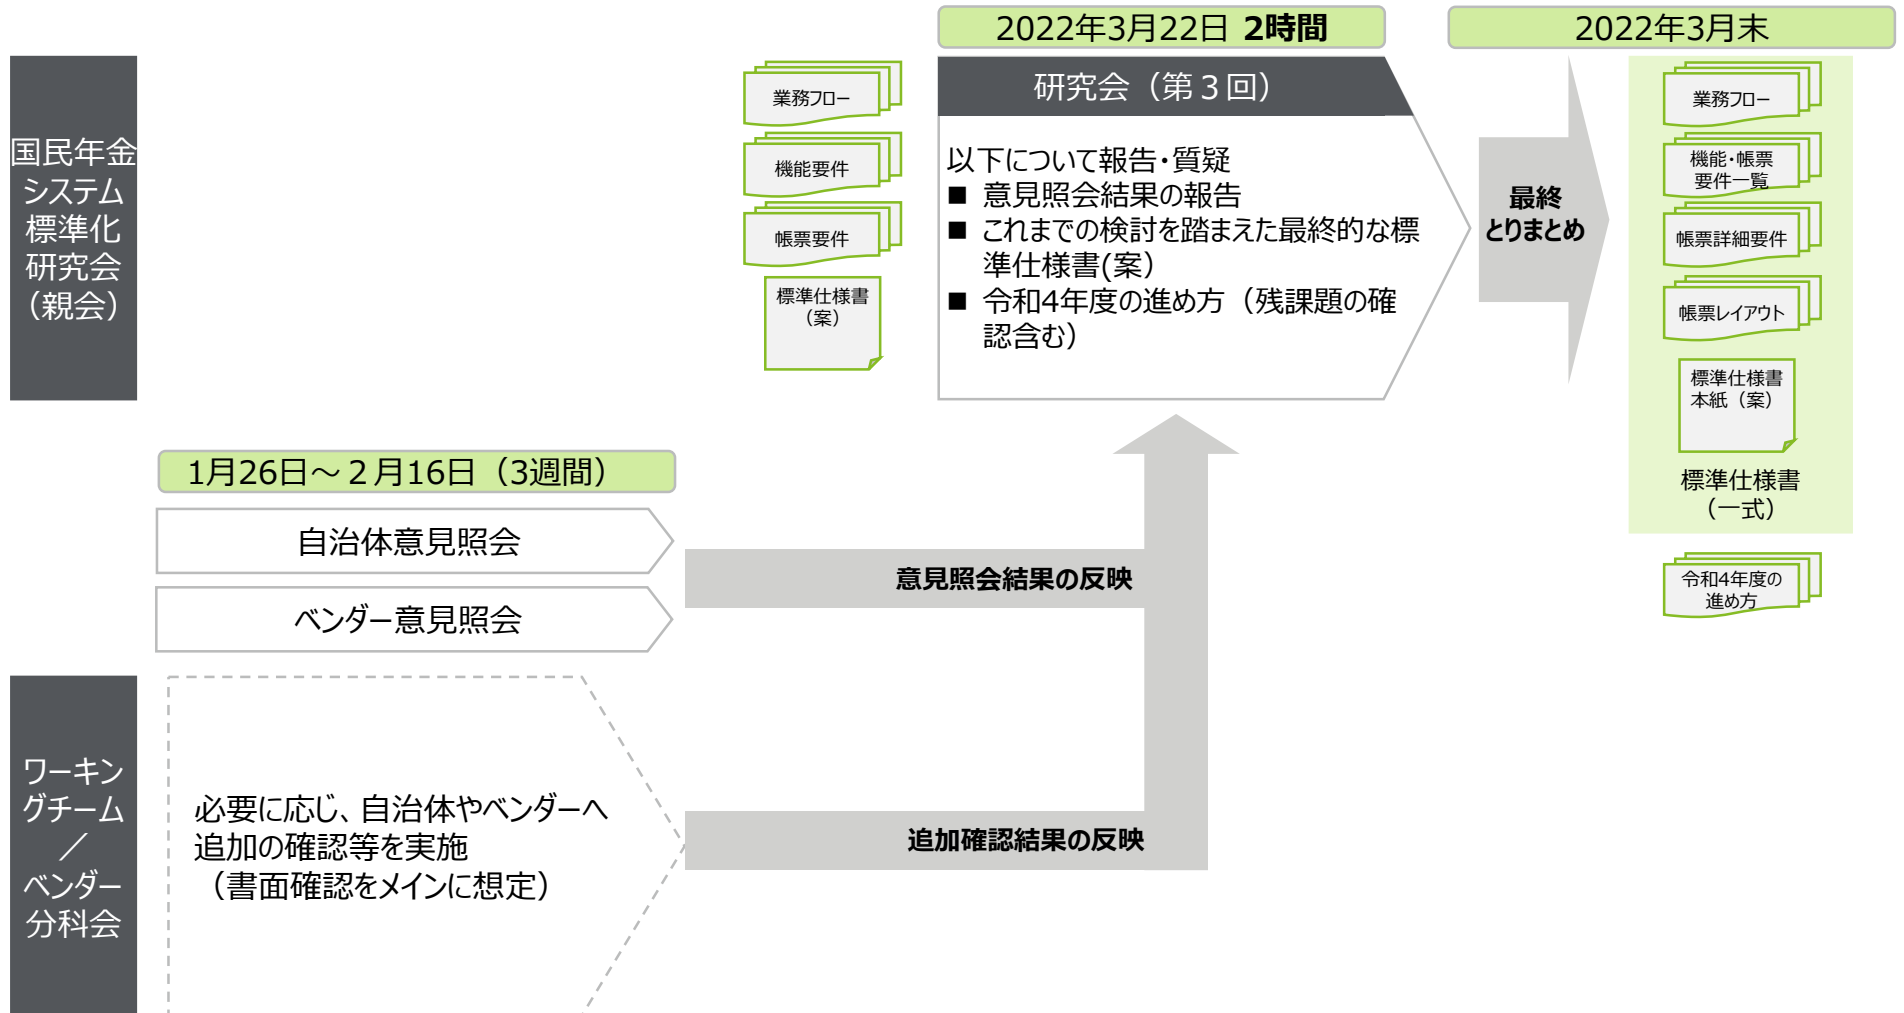 2022年3月22日 2時間
2022年3月末
国民年金
システム
標準化
研究会
（親会）
業務フロー
機能要件
帳票要件
標準仕様書
（案）
研究会（第３回）
以下について報告・質疑
■ 意見照会結果の報告
■ これまでの検討を踏まえた最終的な標
準仕様書(案）
■ 令和4年度の進め方（残課題の確
認含む）
最終
とりまとめ
業務フロー
機能・帳票
要件一覧
帳票詳細要件
帳票レイアウト
標準仕様書
本紙（案）
標準仕様書
（一式）
令和4年度の
進め方
1月26日～２月16日（3週間）
自治体意見照会
ベンダー意見照会
意見照会結果の反映
ワーキン
グチーム
／
ベンダー
分科会
必要に応じ、自治体やベンダーへ
追加の確認等を実施
（書面確認をメインに想定）
追加確認結果の反映